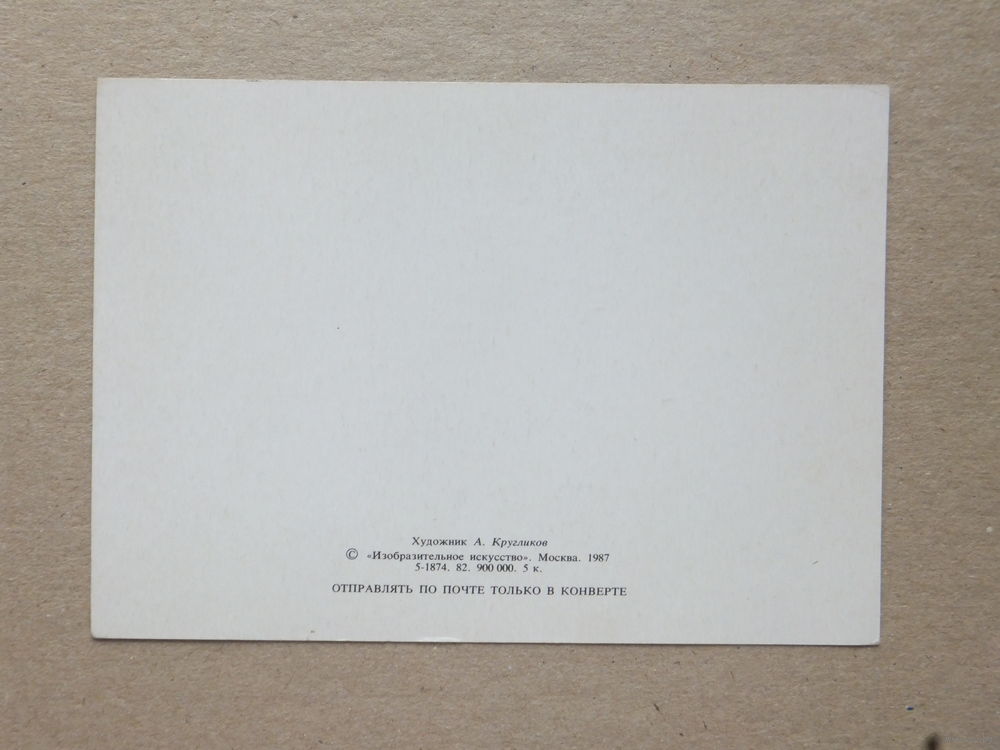 Художник А. Кругликов
© «Изобразительное искусство». Москва. 1987
5-1874. 82. 900 000. 5 к.
ОТПРАВЛЯТЬ ПО ПОЧТЕ ТОЛЬКО В КОНВЕРТЕ